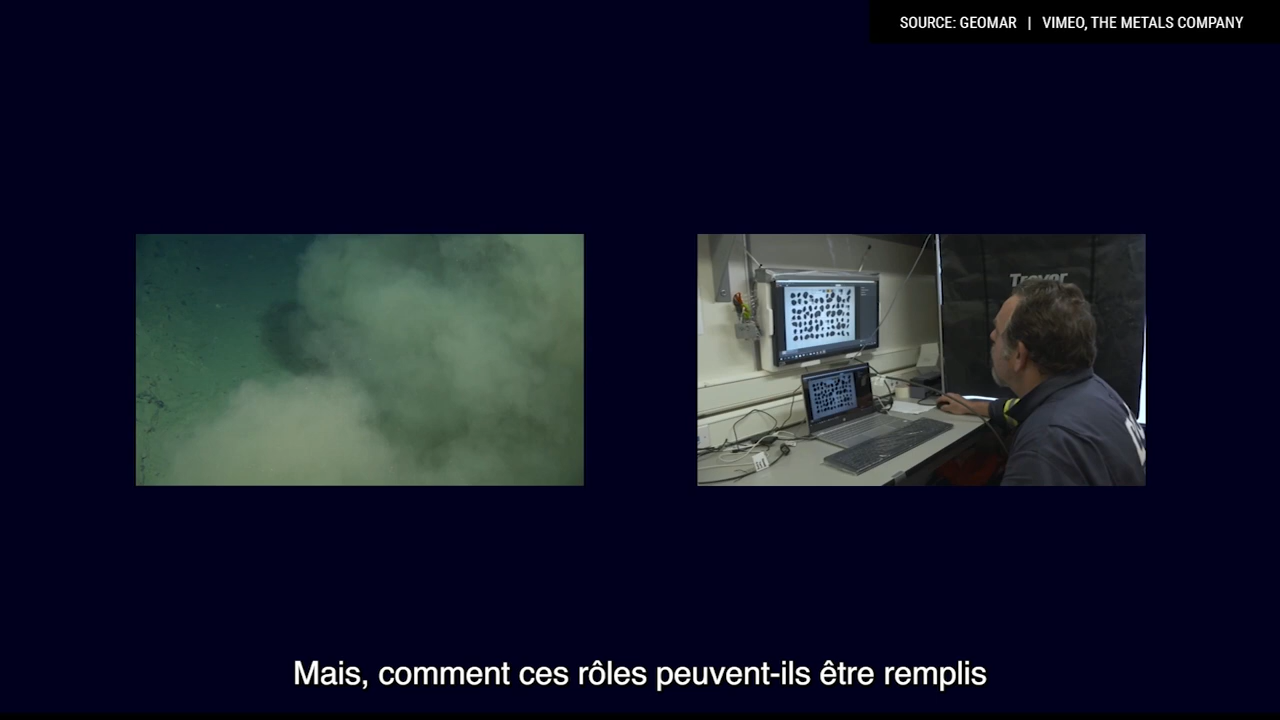 SOURCE: GEOMAR | VIMEO, THE METALS COMPANY
Mais, comment ces rôles peuvent-ils être remplis